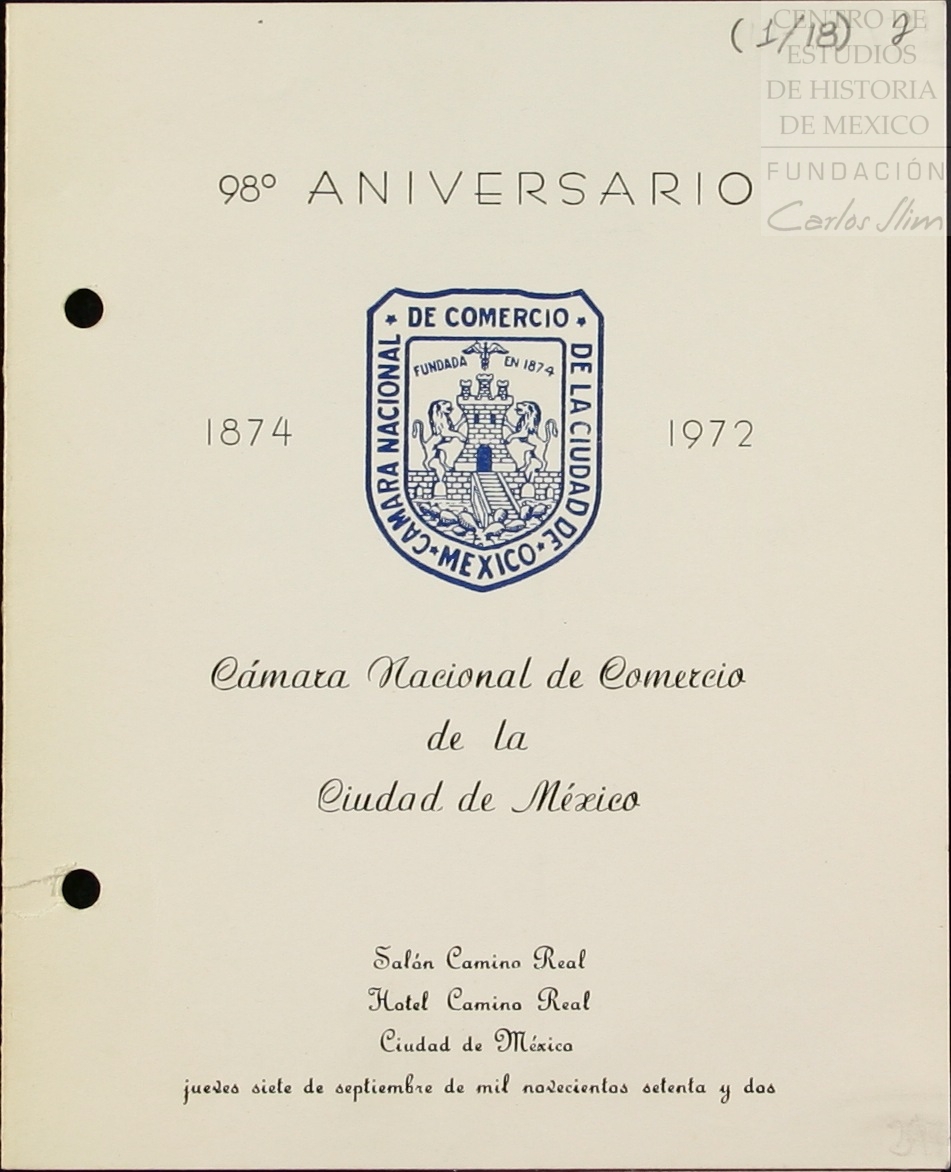 (1/18) 2
CENTRO DE
ESTUDIOS
DE HISTORIA
DE MEXICO
FUNDACIÓN
Carlos Slim
98º ANIVERSARIO
CAMARA NACIONAL DE COMERCIO DE LA CIUDAD DE MEXICO
FUNDADA EN 1874
1874 1972
Cámara Nacional de Comercio
de la
Ciudad de México
Salón Camino Real
Hotel Camino Real
Ciudad de México
jueves siete de septiembre de mil novecientos setenta y dos